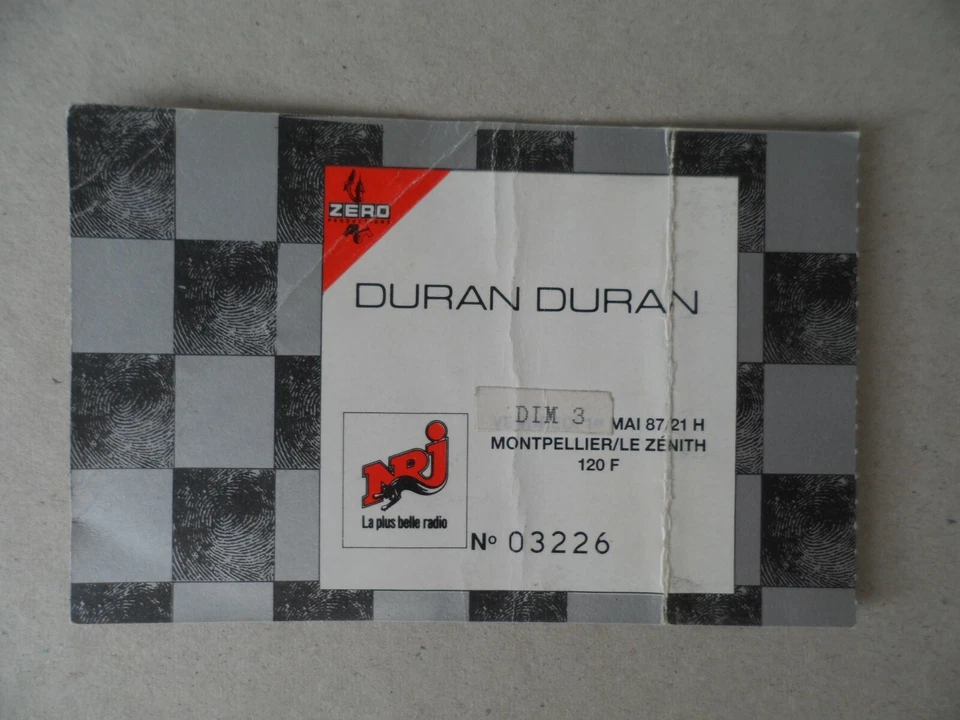 ZERO
PRODUCTIONS
DURAN DURAN
DIM 3 MAI 87/21 H
MONTPELLIER/LE ZÉNITH
120 F
NRJ
La plus belle radio
Nº 03226